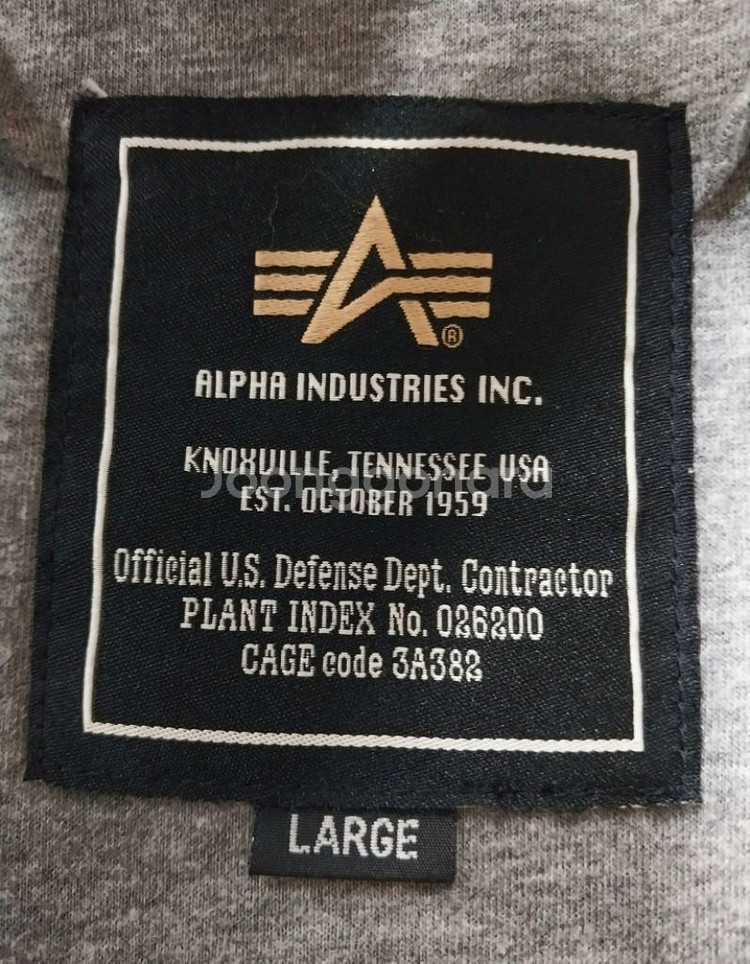 ALPHA INDUSTRIES INC.
KNOXVILLE, TENNESSEE USA
Joonggonara
EST. OCTOBER 1959
Official U.S. Defense Dept. Contractor
PLANT INDEX No. 026200
CAGE code 3A382
LARGE